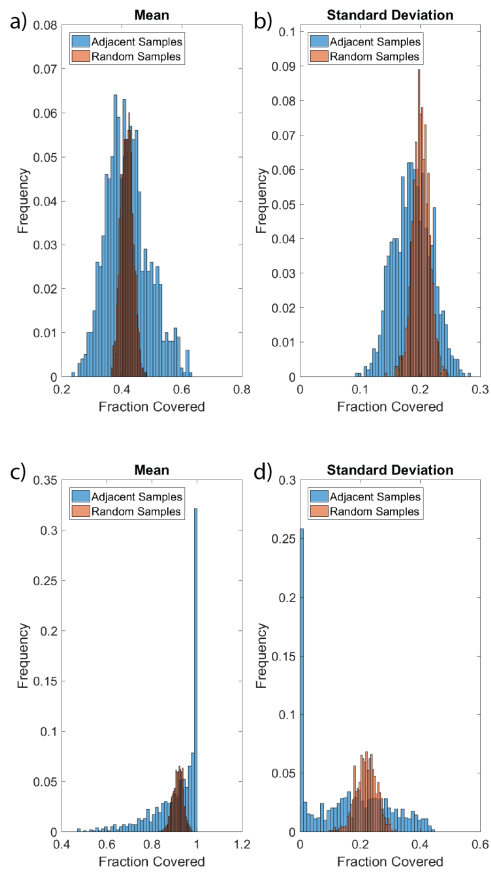 a)
Mean
Adjacent Samples
Random Samples
0.08
0.07
0.06
0.05
0.04
0.03
0.02
0.01
0
Frequency
0.2 0.4 0.6 0.8
Fraction Covered
b)
Standard Deviation
Adjacent Samples
Random Samples
0.1
0.09
0.08
0.07
0.06
0.05
0.04
0.03
0.02
0.01
0
Frequency
0 0.1 0.2 0.3
Fraction Covered
c)
Mean
Adjacent Samples
Random Samples
0.35
0.3
0.25
0.2
0.15
0.1
0.05
0
Frequency
0.4 0.6 0.8 1 1.2
Fraction Covered
d)
Standard Deviation
Adjacent Samples
Random Samples
0.3
0.25
0.2
0.15
0.1
0.05
0
Frequency
0 0.2 0.4 0.6
Fraction Covered